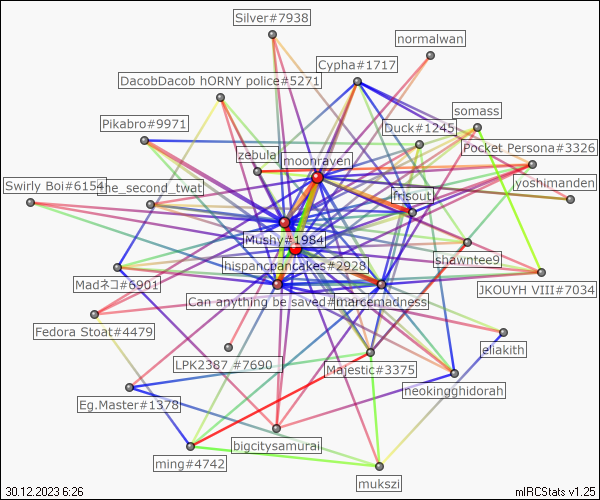 Silver#7938
normalwan
Cypha#1717
DacobDacob hORNY police#5271
somass
Pikabro#9971
Duck#1245
Pocket Persona#3326
zebula
moonraven
Swirly Boi#6154
the_second_twat
yoshimanden
frisout
Mushy#1984
shawntee9
hispancpancakes#2928
Madネコ#6901
JKOUYH VIII#7034
Can anything be saved#
marcemadness
Fedora Stoat#4479
eliakith
LPK2387 #7690
Majestic#3375
neokingghidorah
Eg.Master#1378
bigcitysamurai
ming#4742
mukszi
30.12.2023 6:26
mIRCStats v1.25